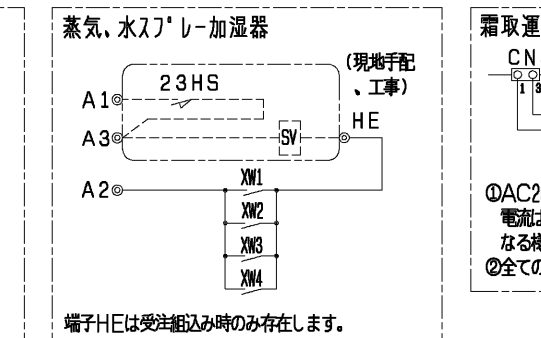 蒸気、水スプレー加湿器
(現地手配
、工事)
23HS
A1
A3
SV
HE
A2
XW1
XW2
XW3
XW4
端子HEは受注組込み時のみ存在します。
霜取運
CN
1 3
①AC2
電流は
なる様
②全ての